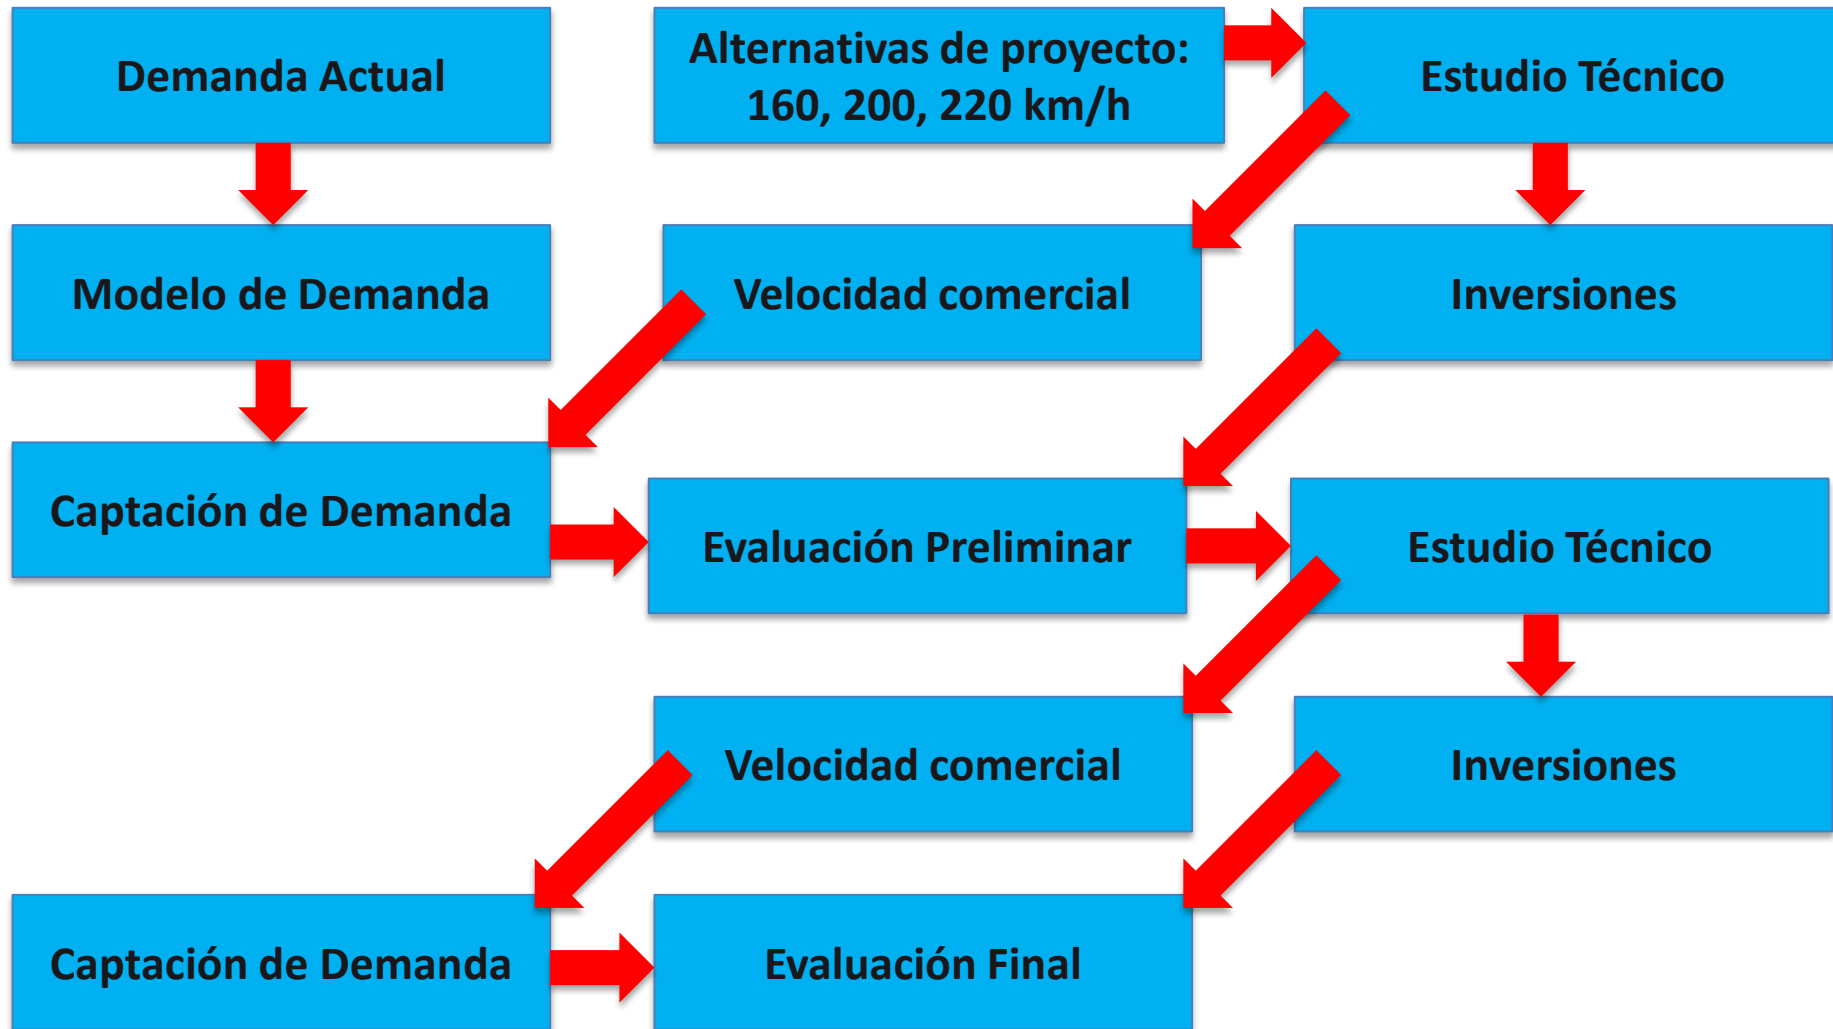 Demanda Actual
Alternativas de proyecto:
160, 200, 220 km/h
Estudio Técnico
Modelo de Demanda
Velocidad comercial
Inversiones
Captación de Demanda
Evaluación Preliminar
Estudio Técnico
Velocidad comercial
Inversiones
Captación de Demanda
Evaluación Final